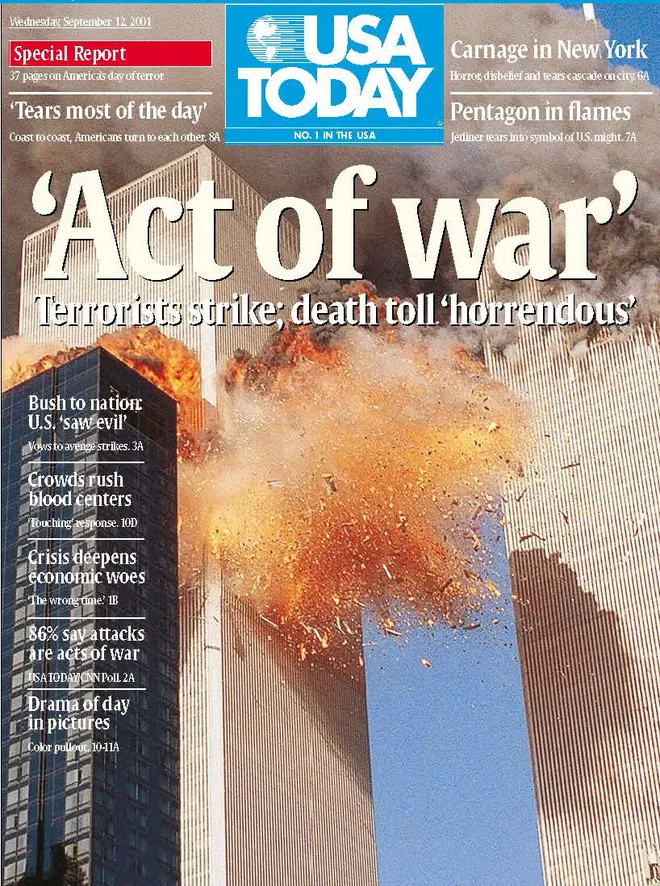 Wednesday, September 12, 2001
Special Report
37 pages on America's day of terror
'Tears most of the day'
Coast to coast, Americans turn to each other. 8A
USA
TODAY
NO. 1 IN THE USA
Carnage in New York
Horror, disbelief and tears cascade on city. 6A
Pentagon in flames
Jetliner tears into symbol of U.S. might. 7A
'Act of war'
Terrorists strike; death toll 'horrendous'
Bush to nation:
U.S. 'saw evil'
Vows to avenge strikes. 3A
Crowds rush
blood centers
'Touching' response. 10D
Crisis deepens
economic woes
'The wrong time.' 1B
86% say attacks
are acts of war
USA TODAY/CNN Poll. 2A
Drama of day
in pictures
Color pullout. 10-11A